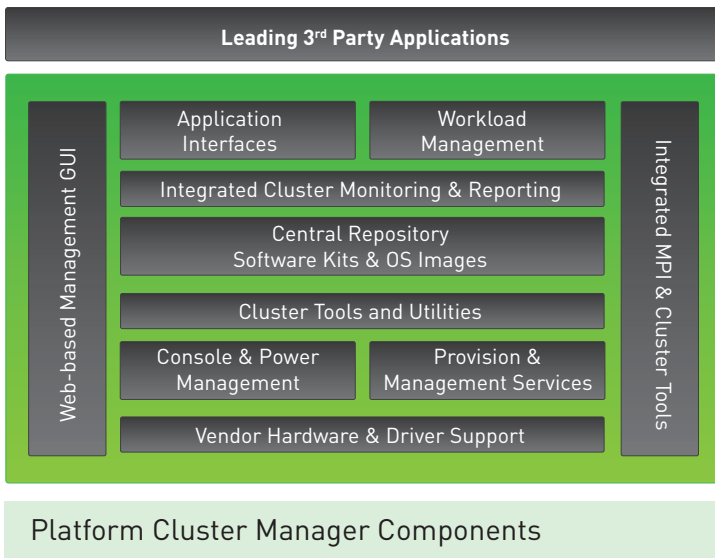 Leading 3rd Party Applications
Web-based Management GUI
Application
Interfaces
Workload
Management
Integrated Cluster Monitoring & Reporting
Central Repository
Software Kits & OS Images
Cluster Tools and Utilities
Console & Power
Management
Provision &
Management Services
Vendor Hardware & Driver Support
Integrated MPI & Cluster Tools
Platform Cluster Manager Components